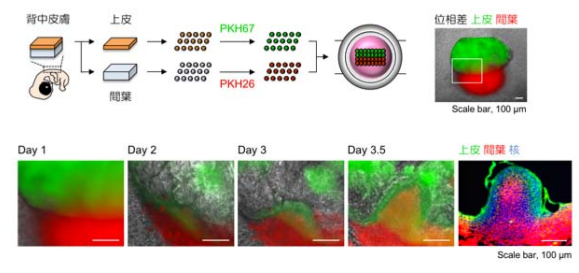 背中皮膚
上皮
間葉
PKH67
PKH26
位相差 上皮 間葉
Scale bar, 100 μm
Day 1
Day 2
Day 3
Day 3.5
上皮 間葉 核
Scale bar, 100 μm